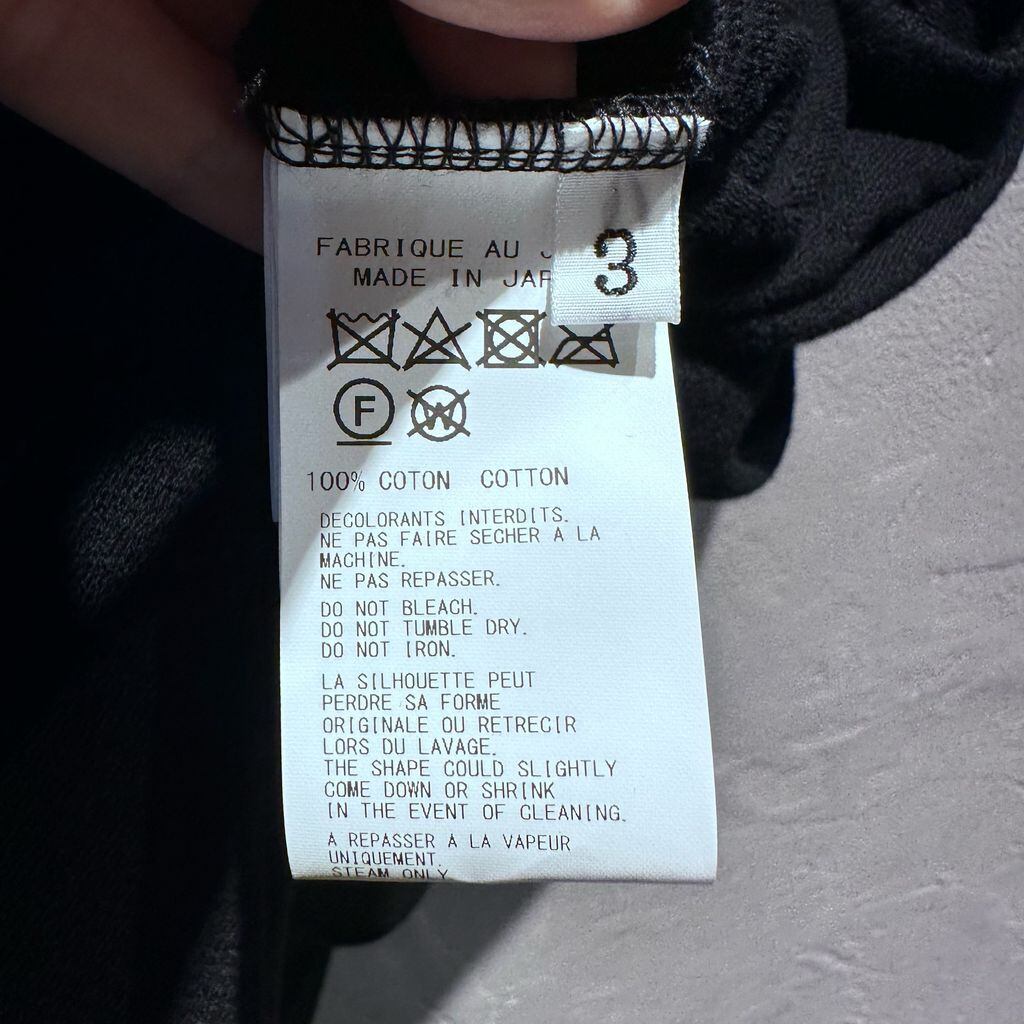 FABRIQUE AU
3
MADE IN
F
W
100% COTON COTTON
DECOLORANTS INTERDITS.
NE PAS FAIRE SECHER A LA
MACHINE.
NE PAS REPASSER.
DO NOT BLEACH.
DO NOT TUMBLE DRY.
DO NOT IRON.
LA SILHOUETTE PEUT
PERDRE SA FORME
ORIGINALE OU RETRECIR
LORS DU LAVAGE.
THE SHAPE COULD SLIGHTLY
COME DOWN OR SHRINK
IN THE EVENT OF CLEANING.
A REPASSER A LA VAPEUR
UNIQUEMENT.
STEAM ONLY